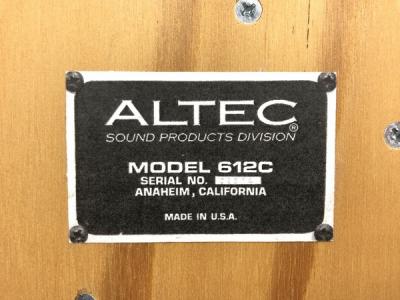 ALTEC®
SOUND PRODUCTS DIVISION
MODEL 612C
SERIAL NO.
ANAHEIM, CALIFORNIA
MADE IN U.S.A.